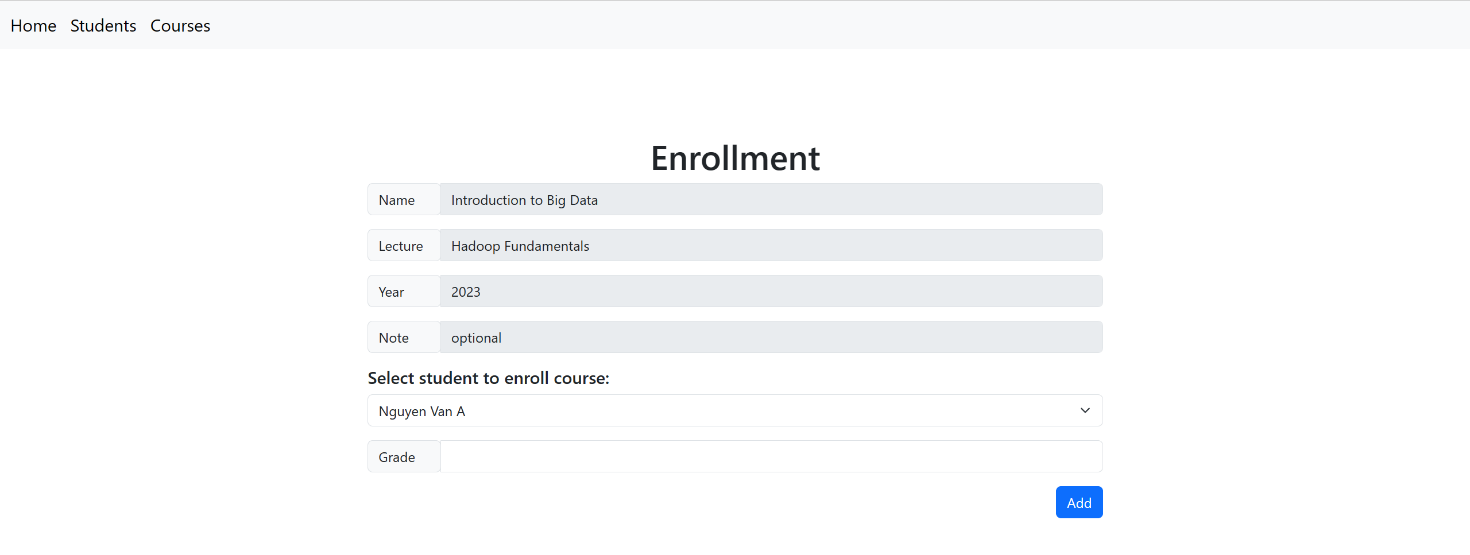 Home Students Courses
Enrollment
Name Introduction to Big Data
Lecture Hadoop Fundamentals
Year 2023
Note optional
Select student to enroll course:
Nguyen Van A
Grade
Add